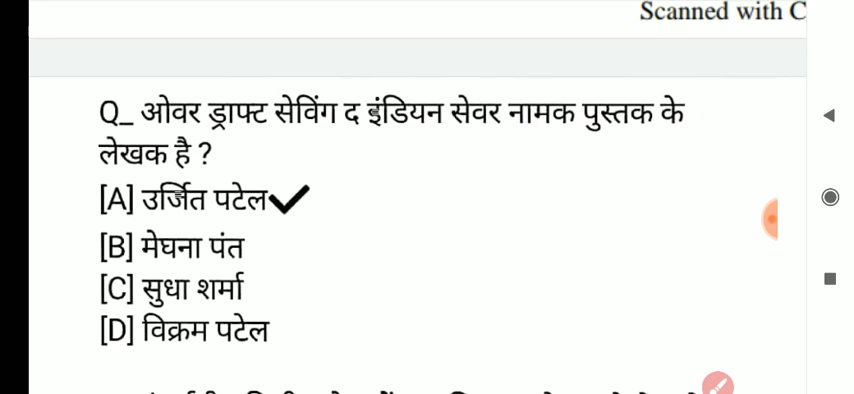 Scanned with C
Q_ ओवर ड्राफ्ट सेविंग द इंडियन सेवर नामक पुस्तक के
लेखक है ?
[A] उर्जित पटेल
[B] मेघना पंत
[C] सुधा शर्मा
[D] विक्रम पटेल